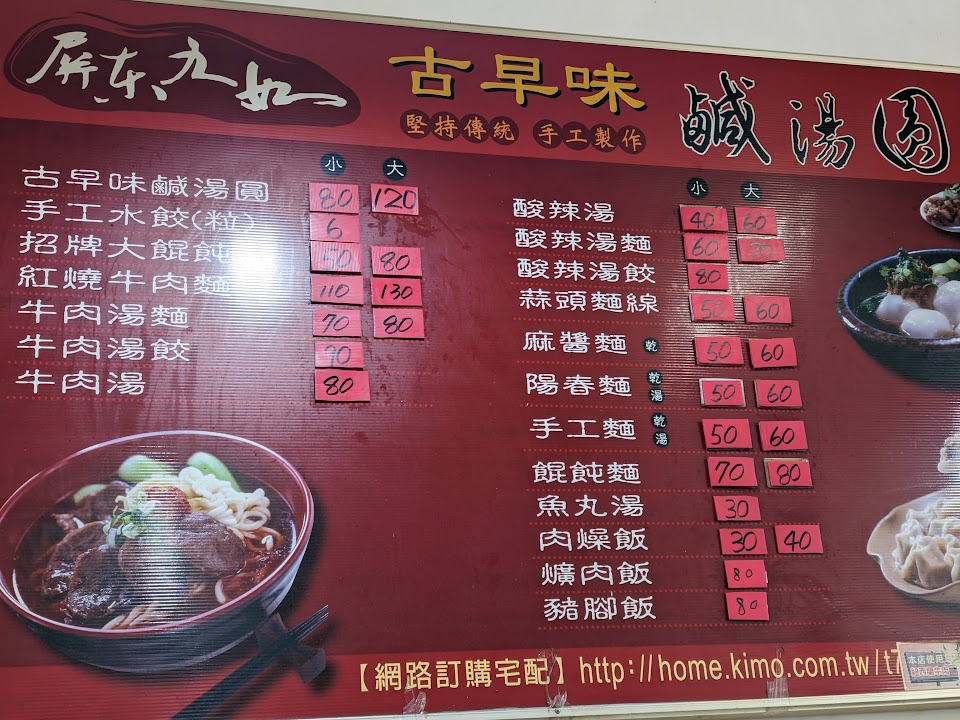 屏東九如
古早味
堅持傳統 手工製作
鹹湯圓
小 大
古早味鹹湯圓 80 120
手工水餃(粒) 6
招牌大餛飩 50 80
紅燒牛肉麵 110 130
牛肉湯麵 70 80
牛肉湯餃 90
牛肉湯 80
小 大
酸辣湯 40 60
酸辣湯麵 60 70
酸辣湯餃 80
蒜頭麵線 50 60
麻醬麵 乾 50 60
陽春麵 乾湯 50 60
手工麵 乾湯 50 60
餛飩麵 70 80
魚丸湯 30
肉燥飯 30 40
爌肉飯 80
豬腳飯 80
【網路訂購宅配】http://home.kimo.com.tw/t7
本店使用